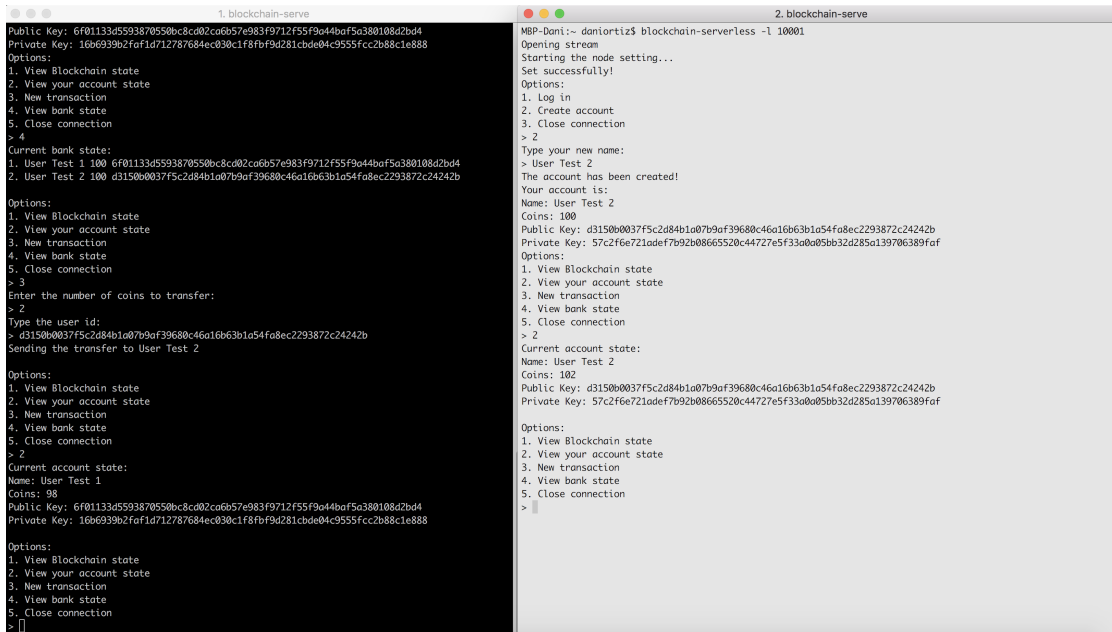 1. blockchain-serve
Public Key: 6f01133d5593870550bc8cd02ca6b57e983f9712f55f9a44baf5a380108d2bd4
Private Key: 16b6939b2faf1d712787684ec030c1f8fbf9d281cbde04c9555fcc2b88c1e888
Options:
1. View Blockchain state
2. View your account state
3. New transaction
4. View bank state
5. Close connection
> 4
Current bank state:
1. User Test 1 100 6f01133d5593870550bc8cd02ca6b57e983f9712f55f9a44baf5a380108d2bd4
2. User Test 2 100 d3150b0037f5c2d84b1a07b9af39680c46a16b63b1a54fa8ec2293872c24242b
Options:
1. View Blockchain state
2. View your account state
3. New transaction
4. View bank state
5. Close connection
> 3
Enter the number of coins to transfer:
> 2
Type the user id:
> d3150b0037f5c2d84b1a07b9af39680c46a16b63b1a54fa8ec2293872c24242b
Sending the transfer to User Test 2
Options:
1. View Blockchain state
2. View your account state
3. New transaction
4. View bank state
5. Close connection
> 2
Current account state:
Name: User Test 1
Coins: 98
Public Key: 6f01133d5593870550bc8cd02ca6b57e983f9712f55f9a44baf5a380108d2bd4
Private Key: 16b6939b2faf1d712787684ec030c1f8fbf9d281cbde04c9555fcc2b88c1e888
Options:
1. View Blockchain state
2. View your account state
3. New transaction
4. View bank state
5. Close connection
>
2. blockchain-serve
MBP-Dani:~ daniortiz$ blockchain-serverless -l 10001
Opening stream
Starting the node setting...
Set successfully!
Options:
1. Log in
2. Create account
3. Close connection
> 2
Type your new name:
> User Test 2
The account has been created!
Your account is:
Name: User Test 2
Coins: 100
Public Key: d3150b0037f5c2d84b1a07b9af39680c46a16b63b1a54fa8ec2293872c24242b
Private Key: 57c2f6e721adef7b92b08665520c44727e5f33a0a05bb32d285a139706389faf
Options:
1. View Blockchain state
2. View your account state
3. New transaction
4. View bank state
5. Close connection
> 2
Current account state:
Name: User Test 2
Coins: 102
Public Key: d3150b0037f5c2d84b1a07b9af39680c46a16b63b1a54fa8ec2293872c24242b
Private Key: 57c2f6e721adef7b92b08665520c44727e5f33a0a05bb32d285a139706389faf
Options:
1. View Blockchain state
2. View your account state
3. New transaction
4. View bank state
5. Close connection
>